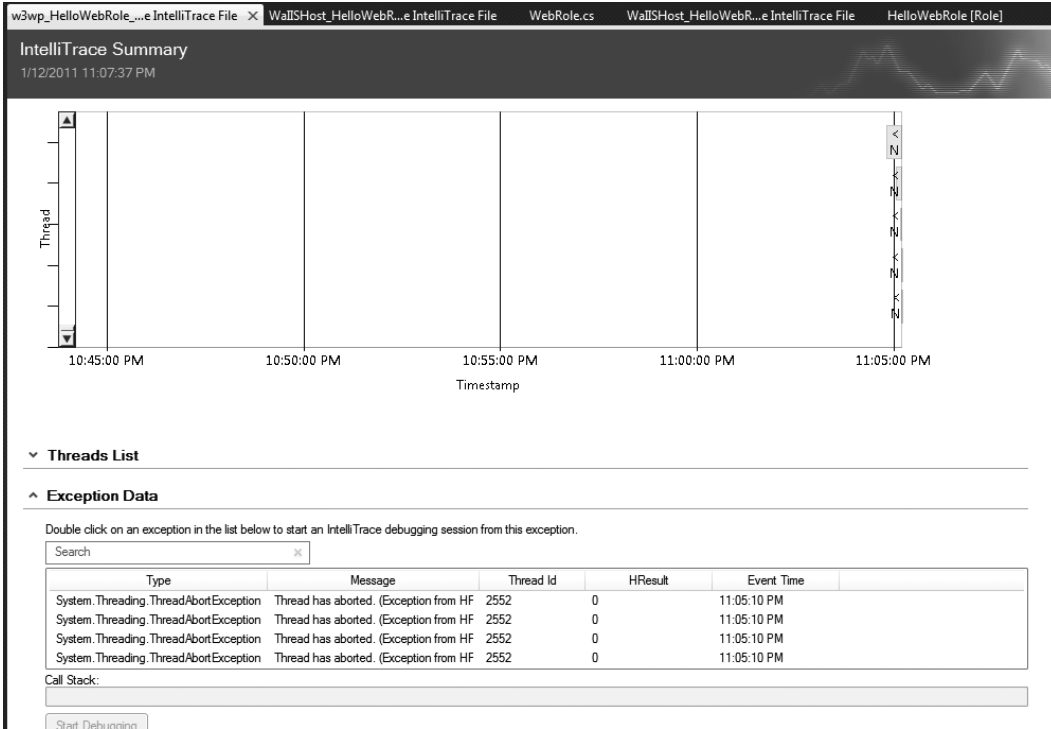 w3wp_HelloWebRole_...e IntelliTrace File X WaIISHost_HelloWebR...e IntelliTrace File WebRole.cs WaIISHost_HelloWebR...e IntelliTrace File HelloWebRole [Role]
IntelliTrace Summary
1/12/2011 11:07:37 PM
<
N
<
N
<
N
<
N
<
N
Thread
10:45:00 PM 10:50:00 PM 10:55:00 PM 11:00:00 PM 11:05:00 PM
Timestamp
Threads List
Exception Data
Double click on an exception in the list below to start an IntelliTrace debugging session from this exception.
Search
Type Message Thread Id HResult Event Time
System.Threading.ThreadAbortException Thread has aborted. (Exception from HF 2552 0 11:05:10 PM
System.Threading.ThreadAbortException Thread has aborted. (Exception from HF 2552 0 11:05:10 PM
System.Threading.ThreadAbortException Thread has aborted. (Exception from HF 2552 0 11:05:10 PM
System.Threading.ThreadAbortException Thread has aborted. (Exception from HF 2552 0 11:05:10 PM
Call Stack:
Start Debugging